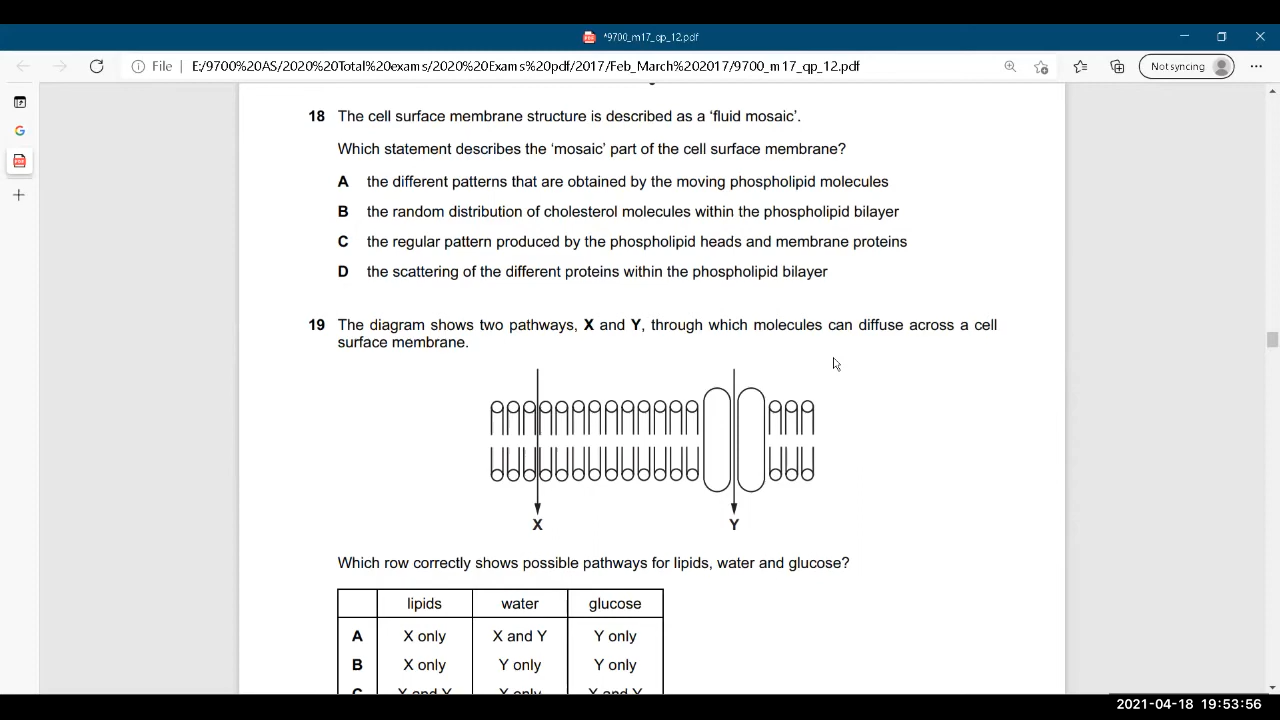 *9700_m17_qp_12.pdf
File | E:/9700%20AS/2020%20Total%20exams/2020%20Exams%20pdf/2017/Feb_March%202017/9700_m17_qp_12.pdf
Not syncing
18 The cell surface membrane structure is described as a ‘fluid mosaic’.
Which statement describes the ‘mosaic’ part of the cell surface membrane?
A the different patterns that are obtained by the moving phospholipid molecules
B the random distribution of cholesterol molecules within the phospholipid bilayer
C the regular pattern produced by the phospholipid heads and membrane proteins
D the scattering of the different proteins within the phospholipid bilayer
19 The diagram shows two pathways, X and Y, through which molecules can diffuse across a cell
surface membrane.
X Y
Which row correctly shows possible pathways for lipids, water and glucose?
lipids water glucose
A X only X and Y Y only
B X only Y only Y only
C X and Y X only X and Y
2021-04-18 19:53:56